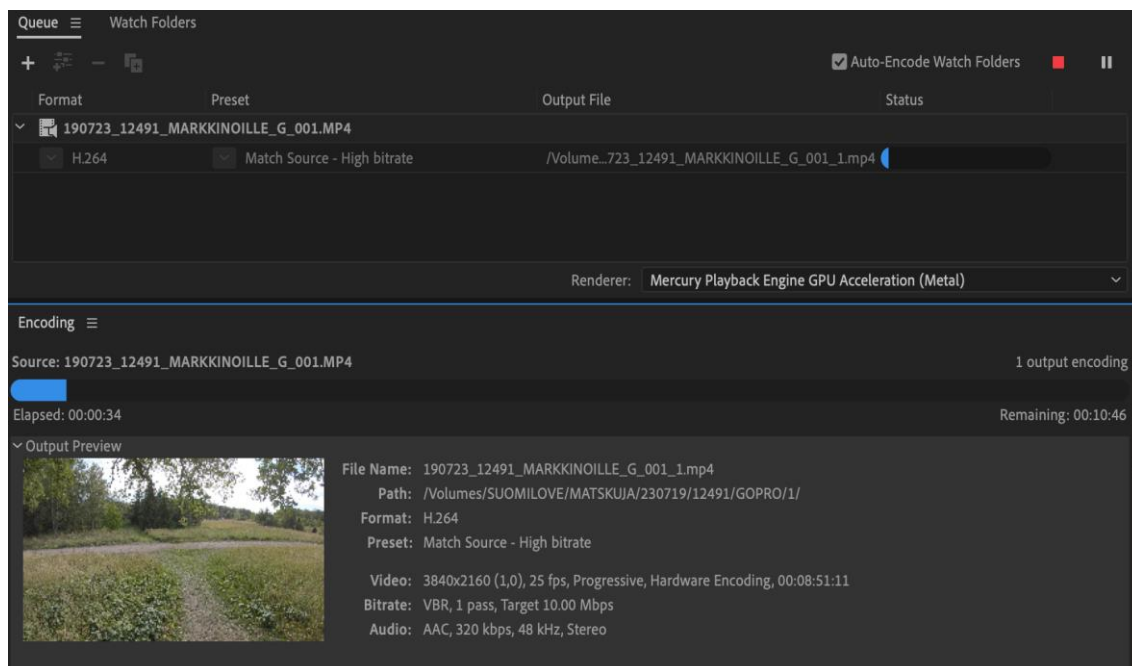 Queue Watch Folders
Auto-Encode Watch Folders
Format Preset Output File Status
190723_12491_MARKKINOILLE_G_001.MP4
H.264 Match Source - High bitrate /Volume...723_12491_MARKKINOILLE_G_001_1.mp4
Renderer: Mercury Playback Engine GPU Acceleration (Metal)
Encoding
Source: 190723_12491_MARKKINOILLE_G_001.MP4 1 output encoding
Elapsed: 00:00:34 Remaining: 00:10:46
Output Preview
File Name: 190723_12491_MARKKINOILLE_G_001_1.mp4
Path: /Volumes/SUOMILOVE/MATSKUJA/230719/12491/GOPRO/1/
Format: H.264
Preset: Match Source - High bitrate
Video: 3840x2160 (1,0), 25 fps, Progressive, Hardware Encoding, 00:08:51:11
Bitrate: VBR, 1 pass, Target 10.00 Mbps
Audio: AAC, 320 kbps, 48 kHz, Stereo